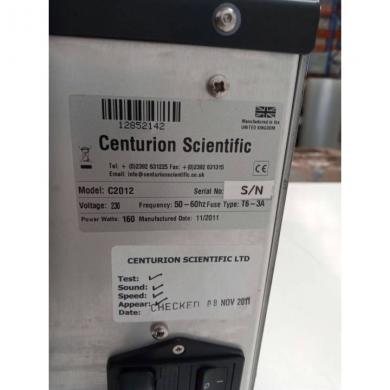 12852142
Manufactured in the
UNITED KINGDOM
Centurion Scientific
Tel. + (0)2392 631225 Fax: + (0)2392 631315
Email: info@centurionscientific.co.uk
CE
Model: C2012 Serial No: S/N
Voltage: 230 Frequency: 50-60hz Fuse Type: T6-3A
Power Watts: 160 Manufactured Date: 11/2011
CENTURION SCIENTIFIC LTD
Test: ✓
Sound: ✓
Speed: ✓
Appear: ✓
Date: CHECKED 08 NOV 2011